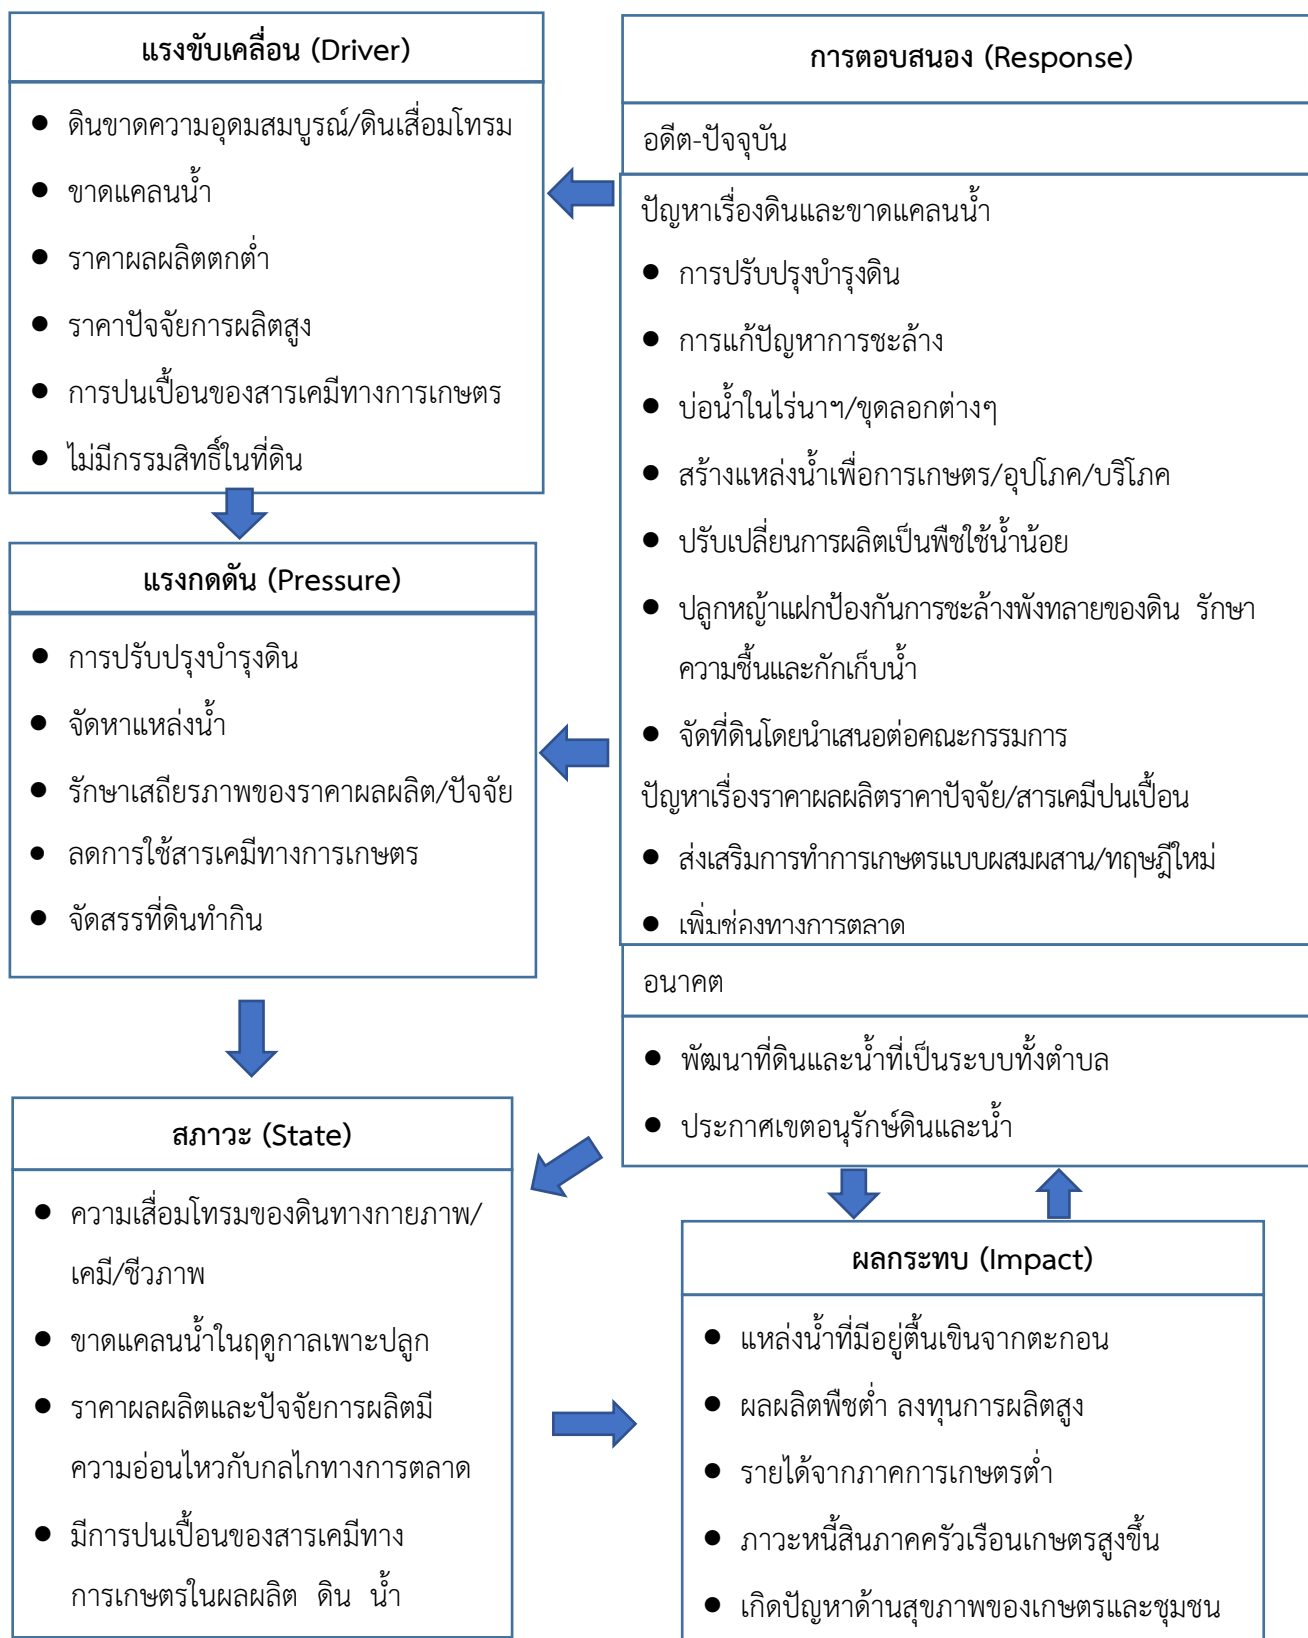 แรงขับเคลื่อน (Driver)
● ดินขาดความอุดมสมบูรณ์/ดินเสื่อมโทรม
● ขาดแคลนน้ำ
● ราคาผลผลิตตกต่ำ
● ราคาปัจจัยการผลิตสูง
● การปนเปื้อนของสารเคมีทางการเกษตร
● ไม่มีกรรมสิทธิ์ในที่ดิน
แรงกดดัน (Pressure)
● การปรับปรุงบำรุงดิน
● จัดหาแหล่งน้ำ
● รักษาเสถียรภาพของราคาผลผลิต/ปัจจัย
● ลดการใช้สารเคมีทางการเกษตร
● จัดสรรที่ดินทำกิน
สภาวะ (State)
● ความเสื่อมโทรมของดินทางกายภาพ/
เคมี/ชีวภาพ
● ขาดแคลนน้ำในฤดูกาลเพาะปลูก
● ราคาผลผลิตและปัจจัยการผลิตมี
ความอ่อนไหวกับกลไกทางการตลาด
● มีการปนเปื้อนของสารเคมีทาง
การเกษตรในผลผลิต ดิน น้ำ
การตอบสนอง (Response)
อดีต-ปัจจุบัน
ปัญหาเรื่องดินและขาดแคลนน้ำ
● การปรับปรุงบำรุงดิน
● การแก้ปัญหาการชะล้าง
● บ่อน้ำในไร่นาฯ/ขุดลอกต่างๆ
● สร้างแหล่งน้ำเพื่อการเกษตร/อุปโภค/บริโภค
● ปรับเปลี่ยนการผลิตเป็นพืชใช้น้ำน้อย
● ปลูกหญ้าแฝกป้องกันการชะล้างพังทลายของดิน รักษา
ความชื้นและกักเก็บน้ำ
● จัดที่ดินโดยนำเสนอต่อคณะกรรมการ
ปัญหาเรื่องราคาผลผลิตราคาปัจจัย/สารเคมีปนเปื้อน
● ส่งเสริมการทำการเกษตรแบบผสมผสาน/ทฤษฎีใหม่
● เพิ่มช่องทางการตลาด
อนาคต
● พัฒนาที่ดินและน้ำที่เป็นระบบทั้งตำบล
● ประกาศเขตอนุรักษ์ดินและน้ำ
ผลกระทบ (Impact)
● แหล่งน้ำที่มีอยู่ตื้นเขินจากตะกอน
● ผลผลิตพืชต่ำ ลงทุนการผลิตสูง
● รายได้จากภาคการเกษตรต่ำ
● ภาวะหนี้สินภาคครัวเรือนเกษตรสูงขึ้น
● เกิดปัญหาด้านสุขภาพของเกษตรและชุมชน